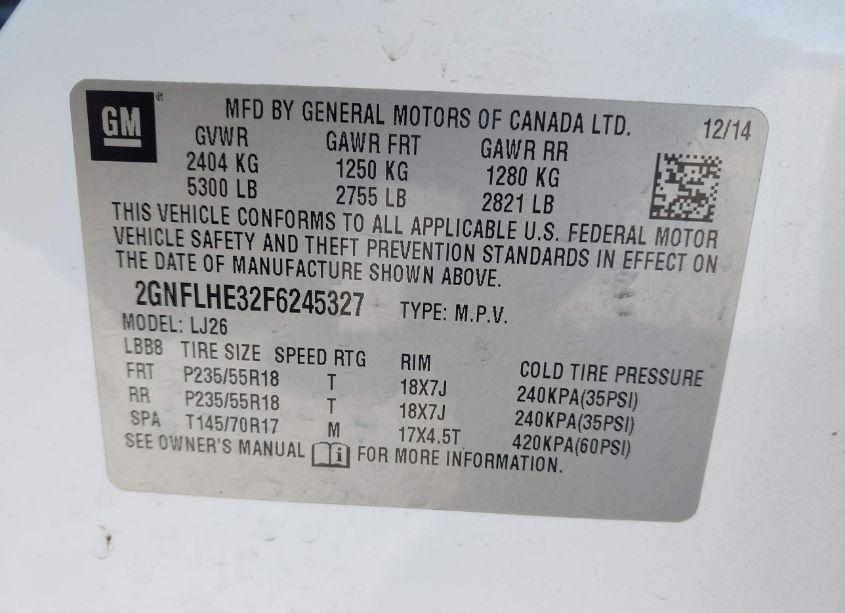 GM ® MFD BY GENERAL MOTORS OF CANADA LTD. 12/14
GVWR GAWR FRT GAWR RR
2404 KG 1250 KG 1280 KG
5300 LB 2755 LB 2821 LB
THIS VEHICLE CONFORMS TO ALL APPLICABLE U.S. FEDERAL MOTOR
VEHICLE SAFETY AND THEFT PREVENTION STANDARDS IN EFFECT ON
THE DATE OF MANUFACTURE SHOWN ABOVE.
2GNFLHE32F6245327 TYPE: M.P.V.
MODEL: LJ26
LBB8 TIRE SIZE SPEED RTG RIM COLD TIRE PRESSURE
FRT P235/55R18 T 18X7J 240KPA(35PSI)
RR P235/55R18 T 18X7J 240KPA(35PSI)
SPA T145/70R17 M 17X4.5T 420KPA(60PSI)
SEE OWNER'S MANUAL i FOR MORE INFORMATION.